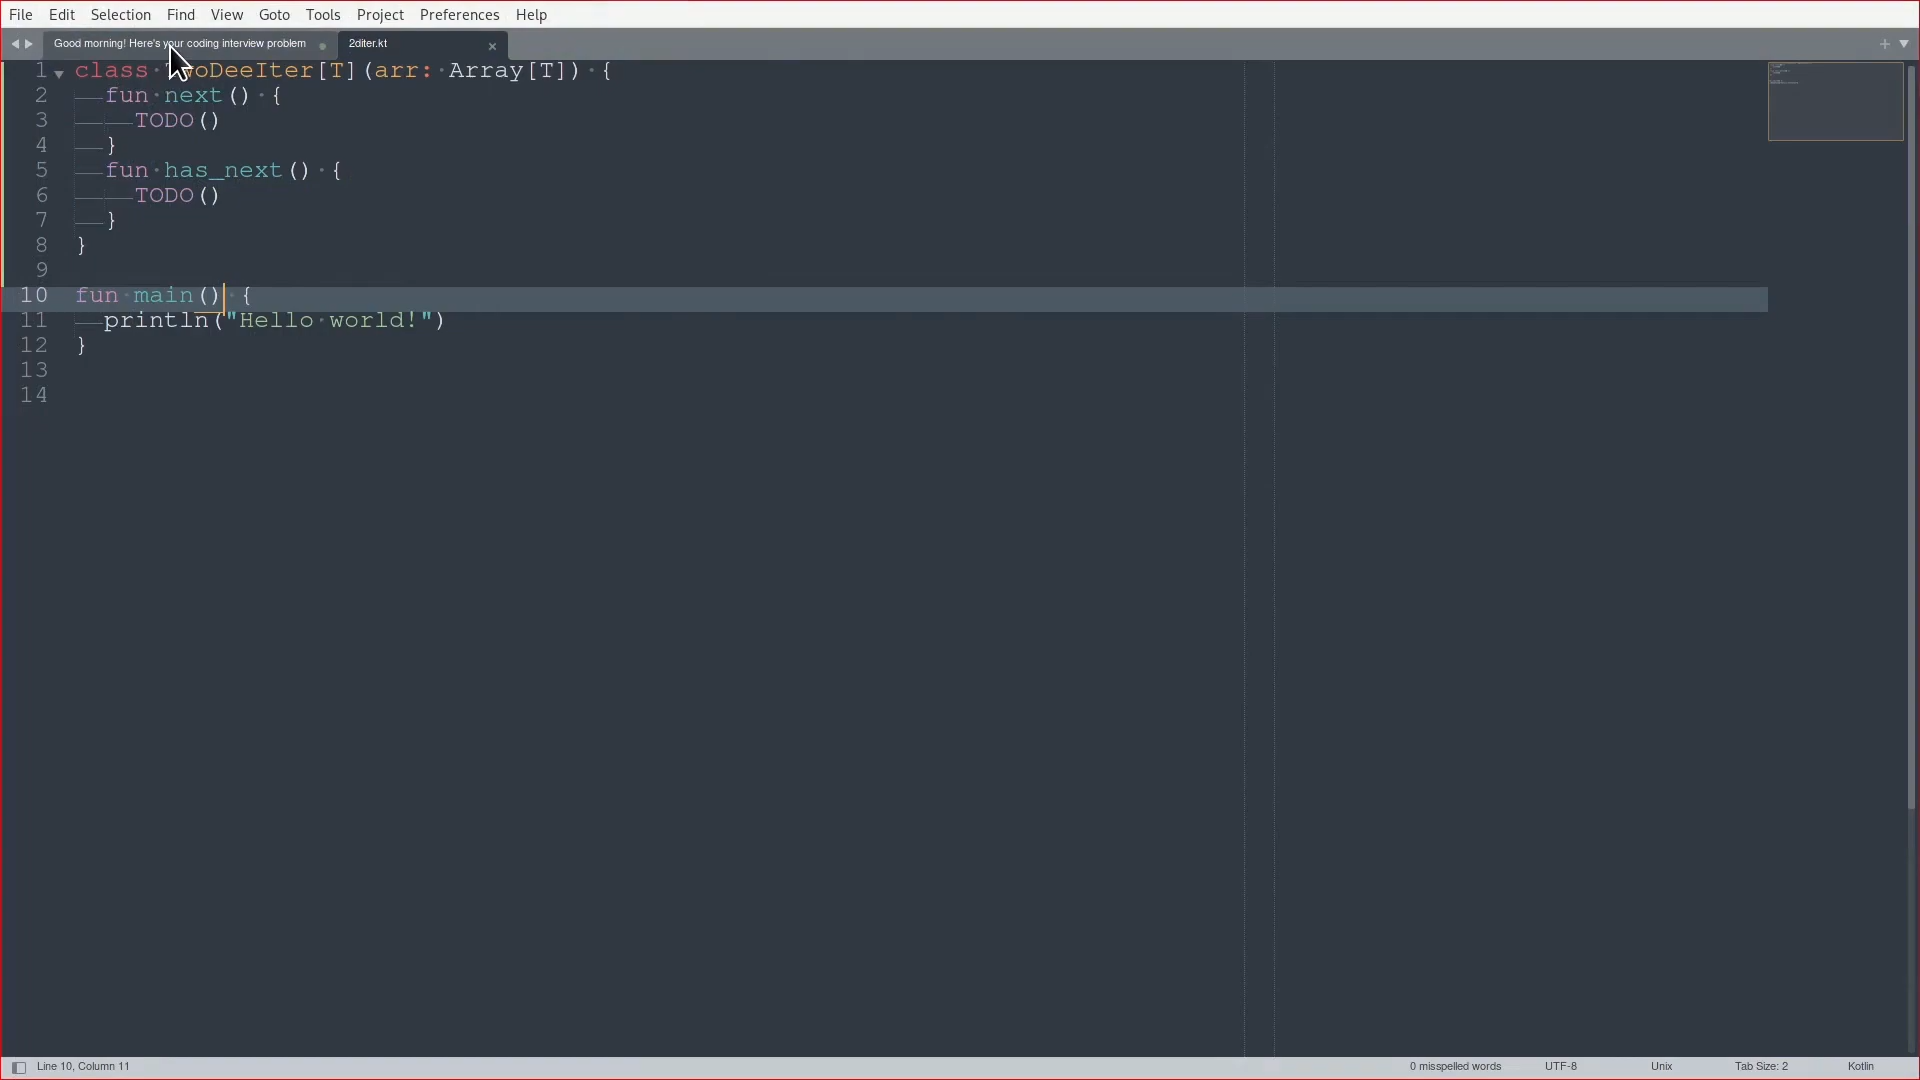 File Edit Selection Find View Goto Tools Project Preferences Help
Good morning! Here's your coding interview problem 2diter.kt
1 class TwoDeeIter[T](arr: Array[T]) {
2 fun next() {
3 TODO()
4 }
5 fun has_next() {
6 TODO()
7 }
8 }
9
10 fun main() {
11 println("Hello world!")
12 }
13
14
Line 10, Column 11 0 misspelled words UTF-8 Unix Tab Size: 2 Kotlin